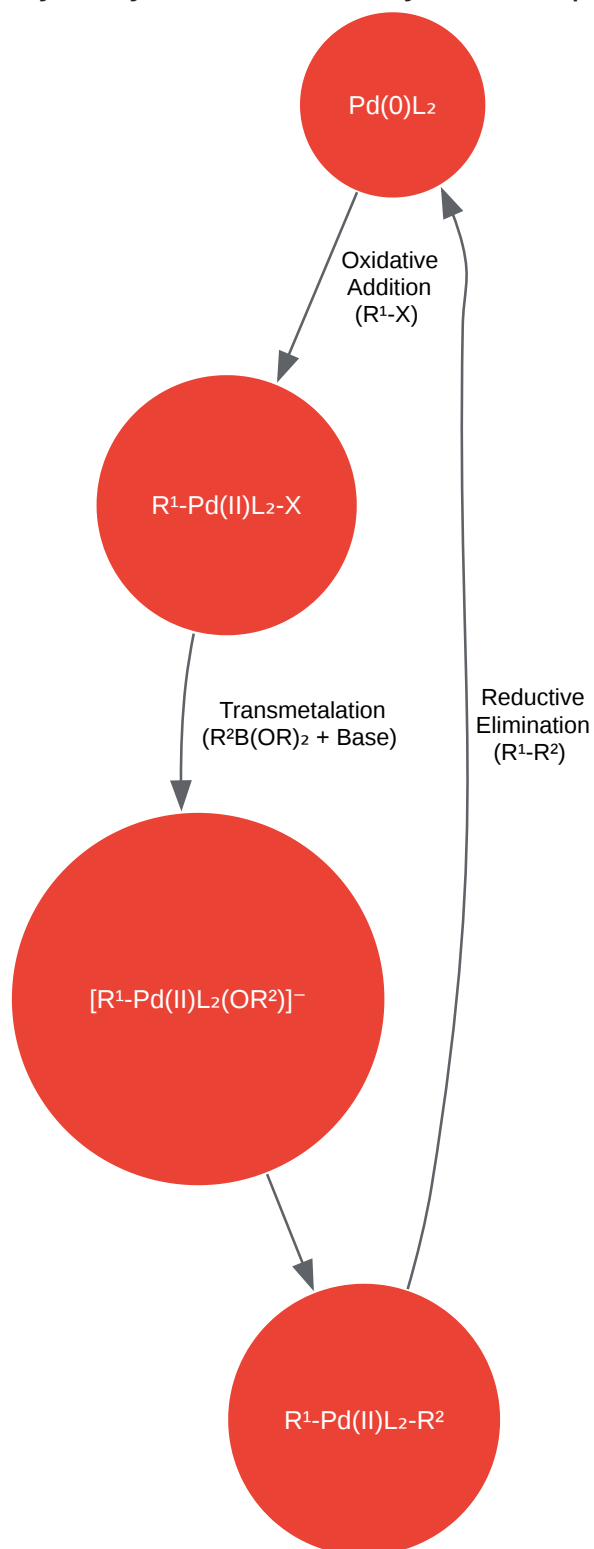 Pd(0)L₂
Oxidative
Addition
(R¹-X)
R¹-Pd(II)L₂-X
Transmetalation
(R²B(OR)₂ + Base)
Reductive
Elimination
(R¹-R²)
[R¹-Pd(II)L₂(OR²)]⁻
R¹-Pd(II)L₂-R²